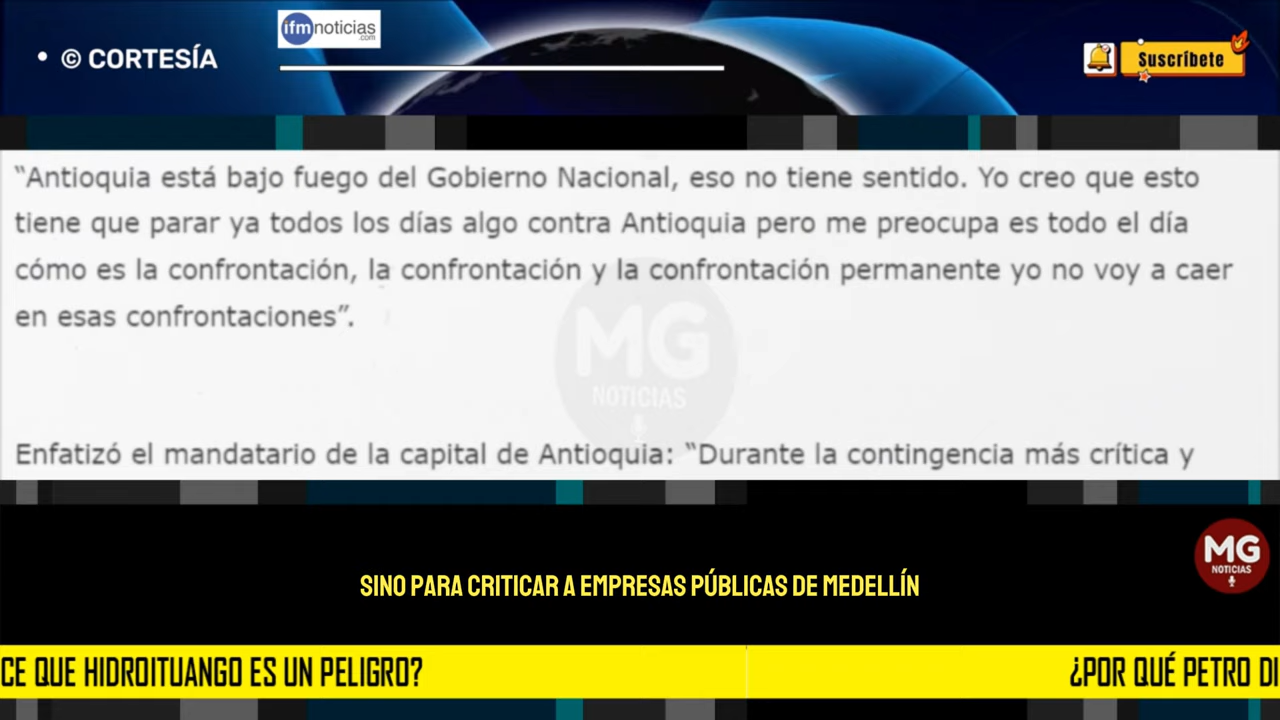 ifmnoticias
.com
• © CORTESÍA
Suscríbete
“Antioquia está bajo fuego del Gobierno Nacional, eso no tiene sentido. Yo creo que esto
tiene que parar ya todos los días algo contra Antioquia pero me preocupa es todo el día
cómo es la confrontación, la confrontación y la confrontación permanente yo no voy a caer
en esas confrontaciones”.
MG
NOTICIAS
Enfatizó el mandatario de la capital de Antioquia: “Durante la contingencia más crítica y
MG
NOTICIAS
SINO PARA CRITICAR A EMPRESAS PÚBLICAS DE MEDELLÍN
CE QUE HIDROITUANGO ES UN PELIGRO? ¿POR QUÉ PETRO DI